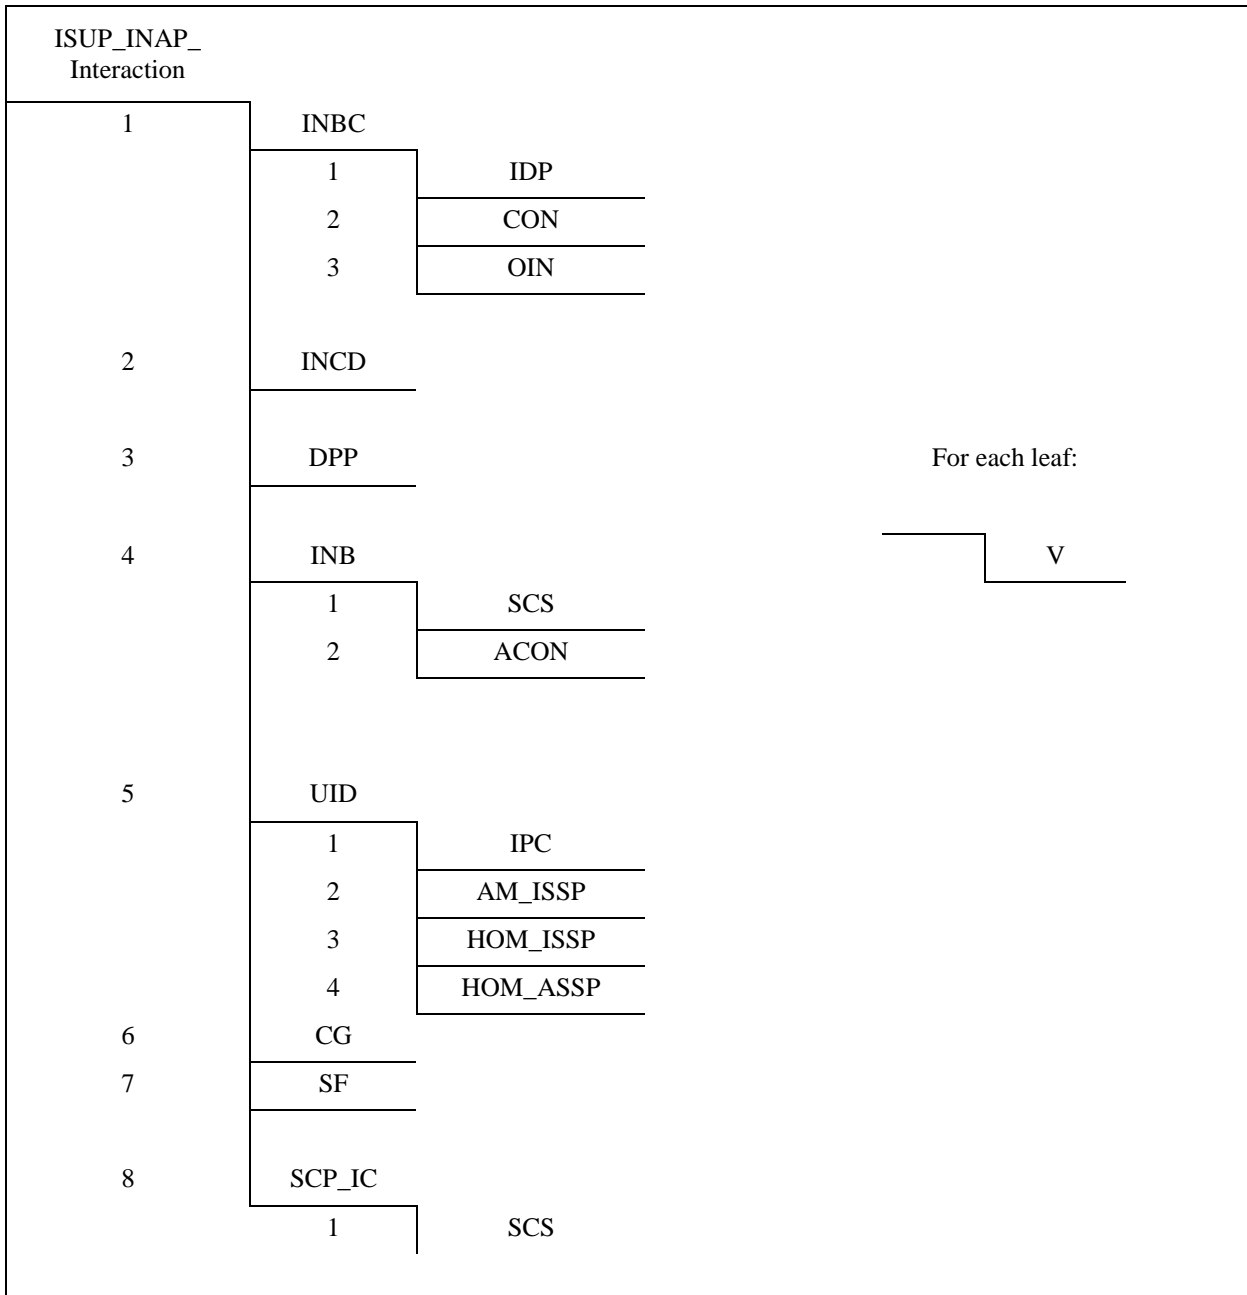 ISUP_INAP_
Interaction
1 INBC
1 IDP
2 CON
3 OIN
2 INCD
3 DPP For each leaf:
4 INB V
1 SCS
2 ACON
5 UID
1 IPC
2 AM_ISSP
3 HOM_ISSP
4 HOM_ASSP
6 CG
7 SF
8 SCP_IC
1 SCS